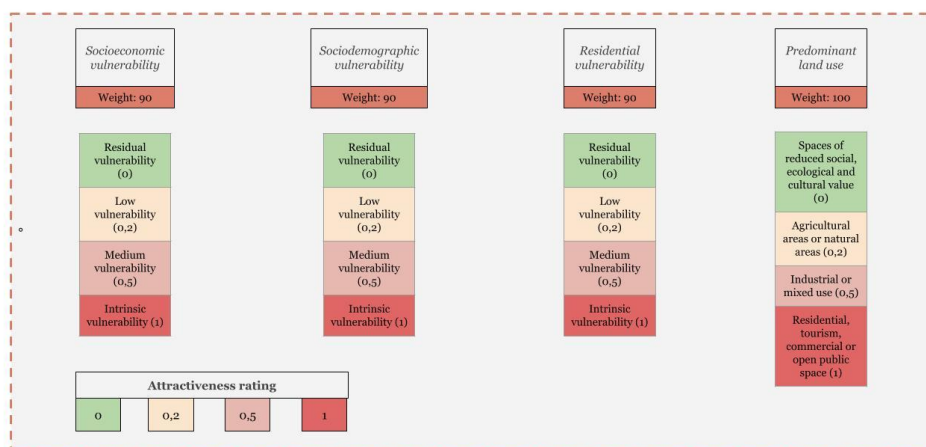 Socioeconomic
vulnerability
Weight: 90
Residual
vulnerability
(0)
Low
vulnerability
(0,2)
Medium
vulnerability
(0,5)
Intrinsic
vulnerability (1)
Sociodemographic
vulnerability
Weight: 90
Residual
vulnerability
(0)
Low
vulnerability
(0,2)
Medium
vulnerability
(0,5)
Intrinsic
vulnerability (1)
Residential
vulnerability
Weight: 90
Residual
vulnerability
(0)
Low
vulnerability
(0,2)
Medium
vulnerability
(0,5)
Intrinsic
vulnerability (1)
Predominant
land use
Weight: 100
Spaces of
reduced social,
ecological and
cultural value
(0)
Agricultural
areas or natural
areas (0,2)
Industrial or
mixed use (0,5)
Residential,
tourism,
commercial or
open public
space (1)
Attractiveness rating
0
0,2
0,5
1